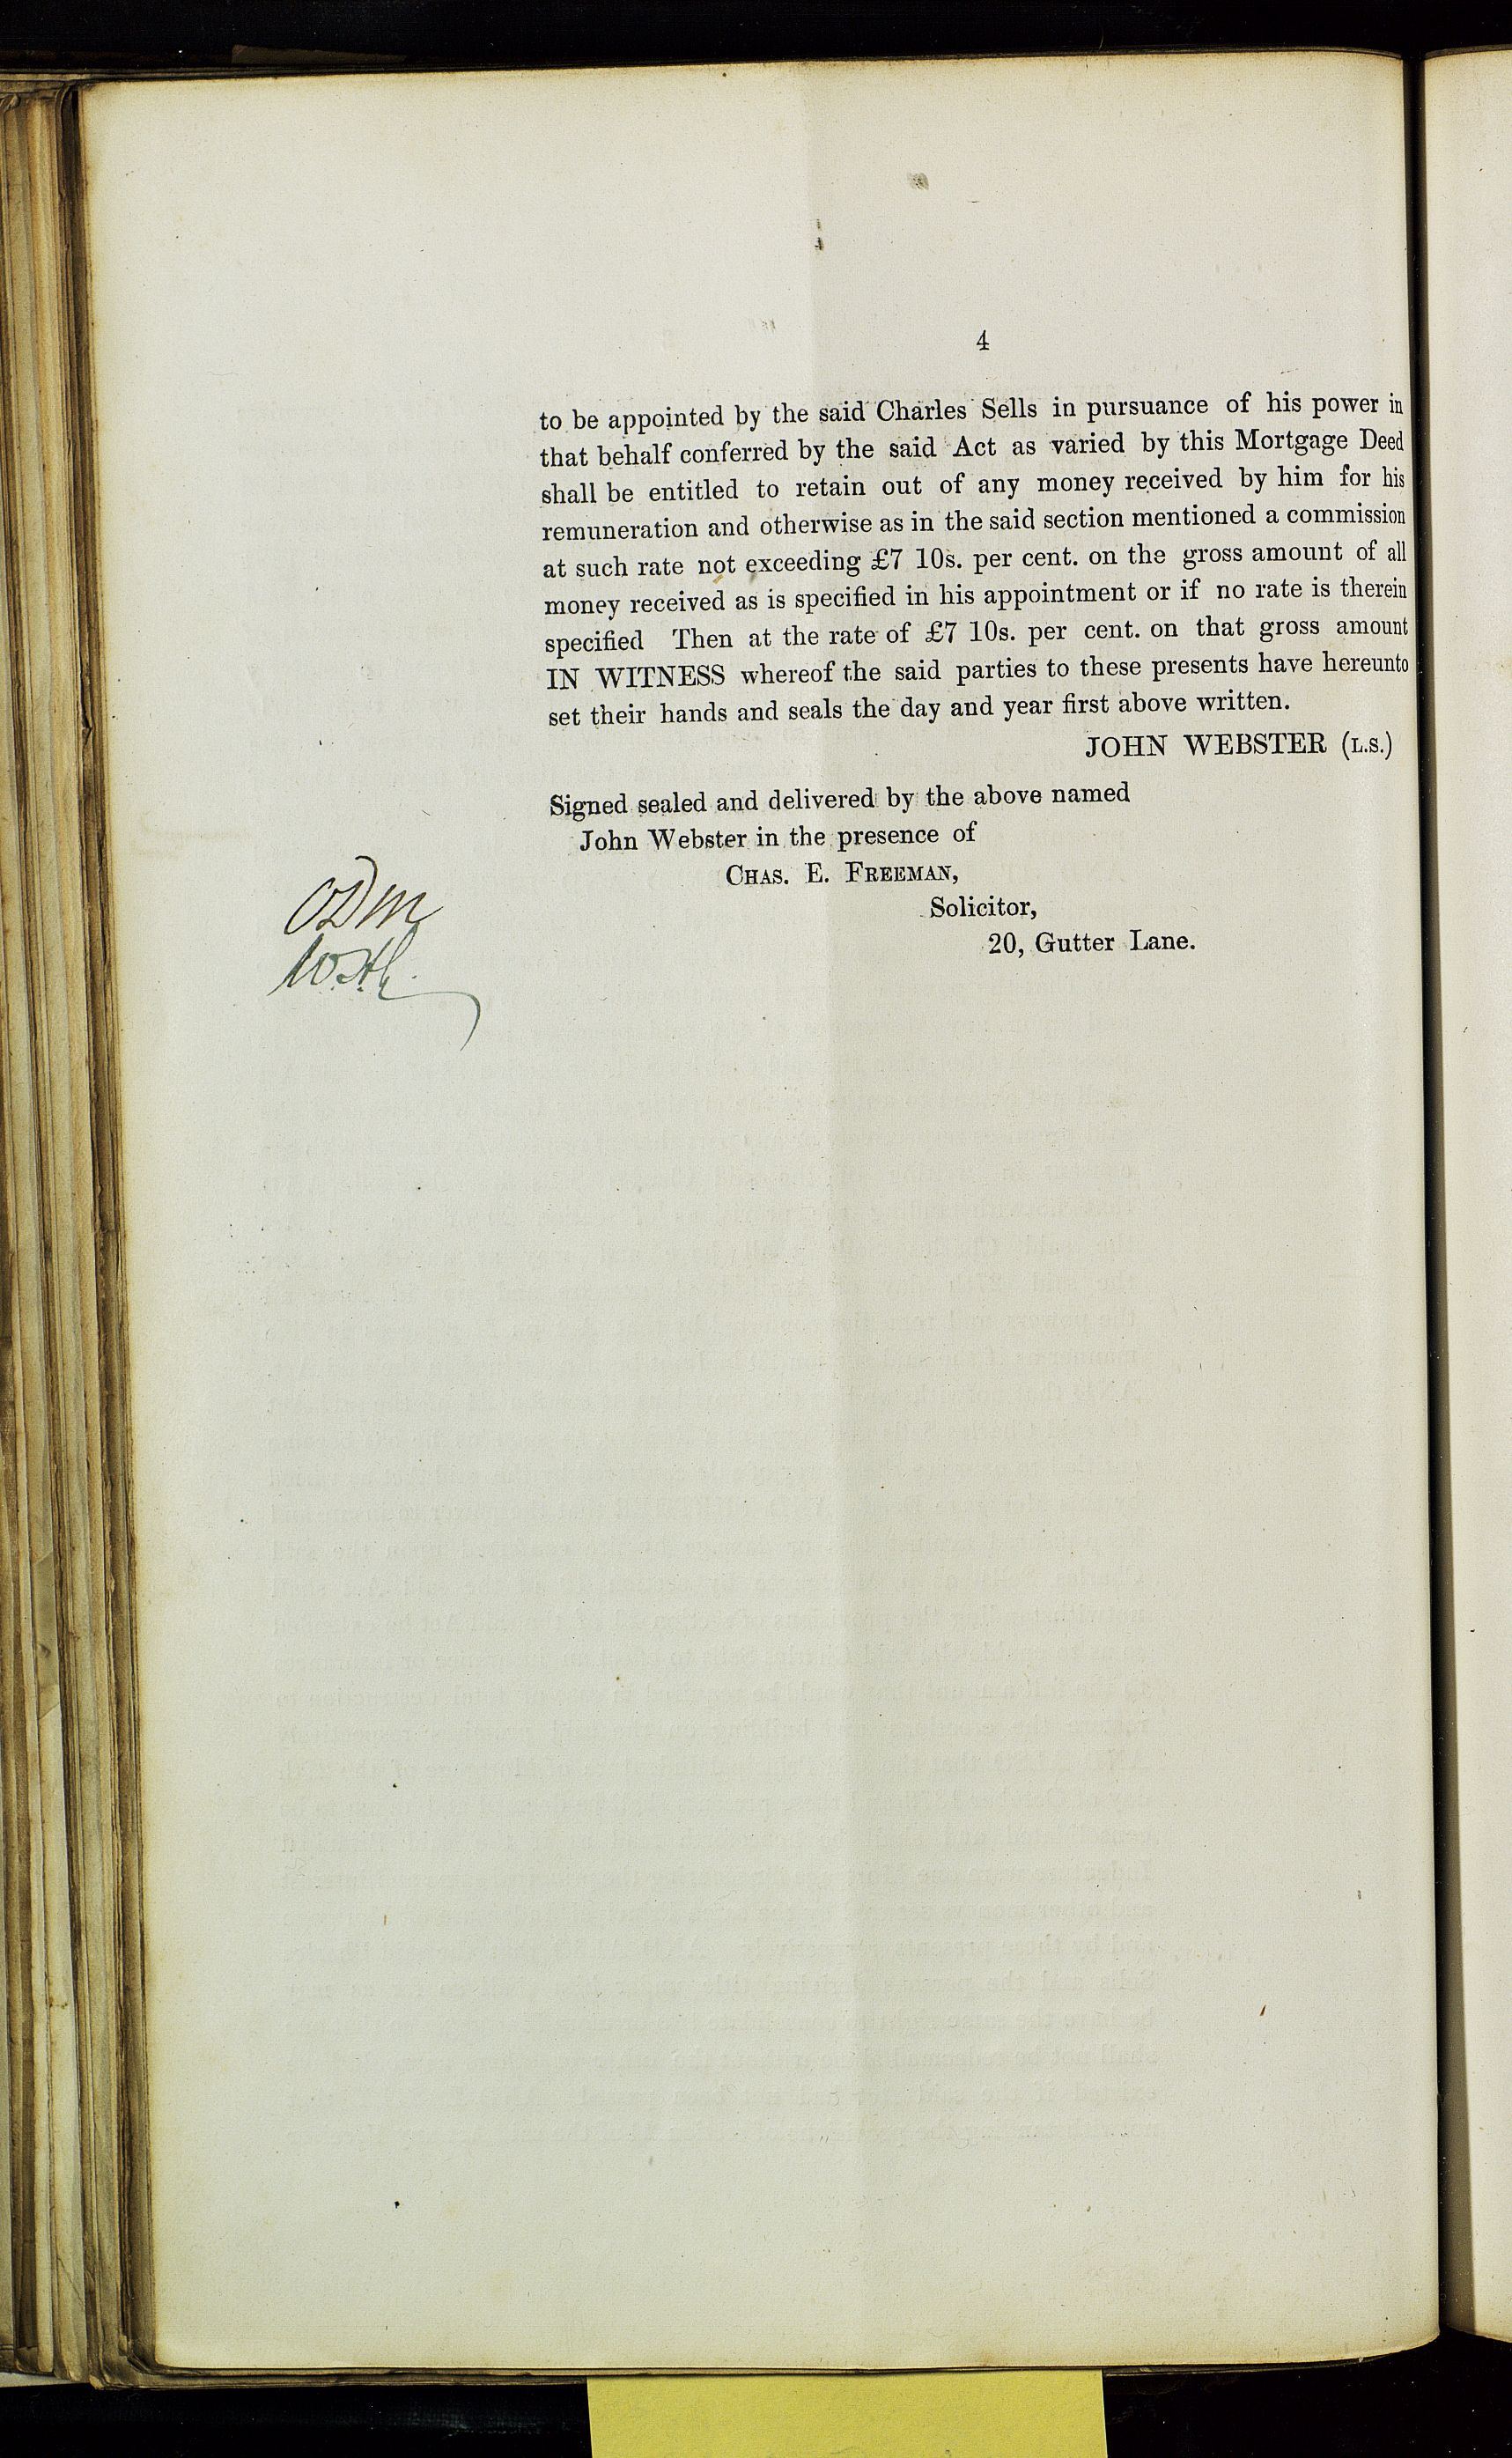 4
to be appointed by the said Charles Sells in pursuance of his power in
that behalf conferred by the said Act as varied by this Mortgage Deed
shall be entitled to retain out of any money received by him for his
remuneration and otherwise as in the said section mentioned a commission
at such rate not exceeding £7 10s. per cent. on the gross amount of all
money received as is specified in his appointment or if no rate is therein
specified Then at the rate of £7 10s. per cent. on that gross amount
IN WITNESS whereof the said parties to these presents have hereunto
set their hands and seals the day and year first above written.
JOHN WEBSTER (L.S.)
Signed sealed and delivered by the above named
John Webster in the presence of
CHAS. E. FREEMAN,
Solicitor,
20, Gutter Lane.